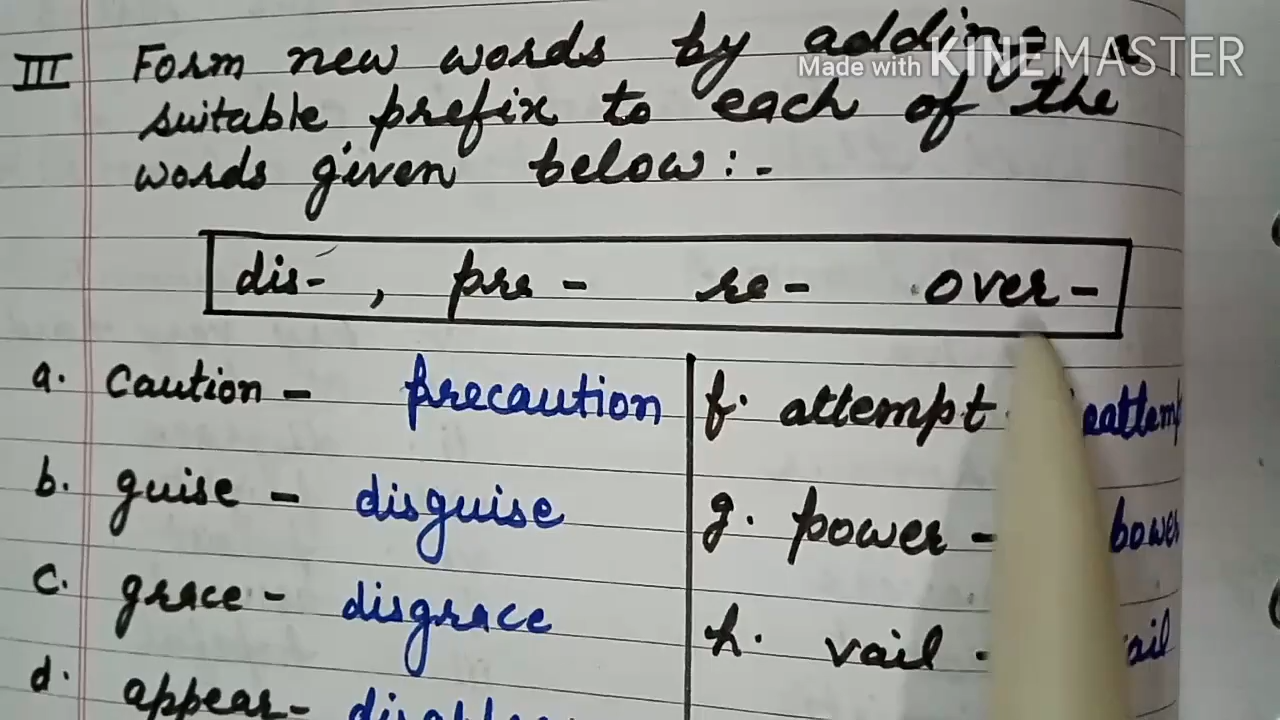 III Form new words by adding a
Made with KINEMASTER
suitable prefix to each of the
words given below:-
dis-, pre- re- over-
a. Caution - precaution
b. guise - disguise
c. grace - disgrace
d. appear-
f. attempt
g. power -
h. vail -